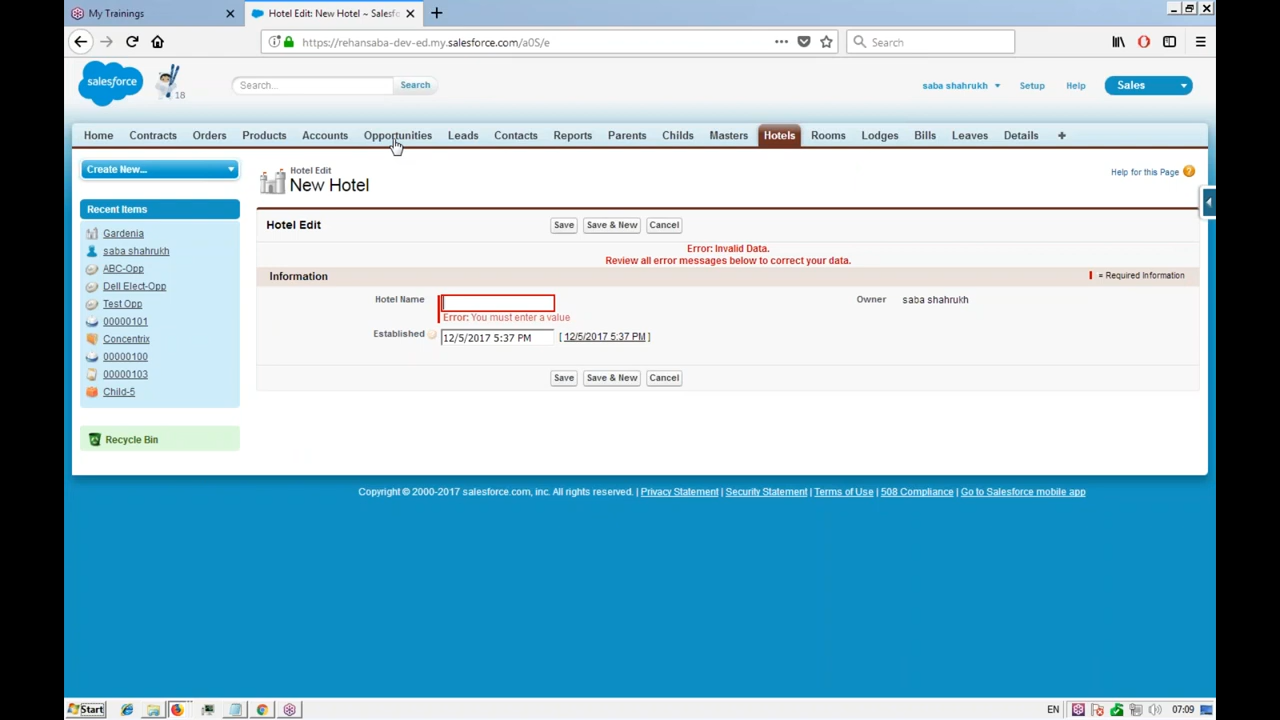 My Trainings
Hotel Edit: New Hotel ~ Salesfo
https://rehansaba-dev-ed.my.salesforce.com/a0S/e
Search
salesforce
18
Search...
Search
saba shahrukh
Setup
Help
Sales
Home
Contracts
Orders
Products
Accounts
Opportunities
Leads
Contacts
Reports
Parents
Childs
Masters
Hotels
Rooms
Lodges
Bills
Leaves
Details
Create New...
Recent Items
Gardenia
saba shahrukh
ABC-Opp
Dell Elect-Opp
Test Opp
00000101
Concentrix
00000100
00000103
Child-5
Recycle Bin
Hotel Edit
New Hotel
Help for this Page
Hotel Edit
Save
Save & New
Cancel
Error: Invalid Data.
Review all error messages below to correct your data.
Information
= Required Information
Hotel Name
Error: You must enter a value
Owner
saba shahrukh
Established
12/5/2017 5:37 PM
[ 12/5/2017 5:37 PM ]
Save
Save & New
Cancel
Copyright © 2000-2017 salesforce.com, inc. All rights reserved. | Privacy Statement | Security Statement | Terms of Use | 508 Compliance | Go to Salesforce mobile app
Start
EN
07:09